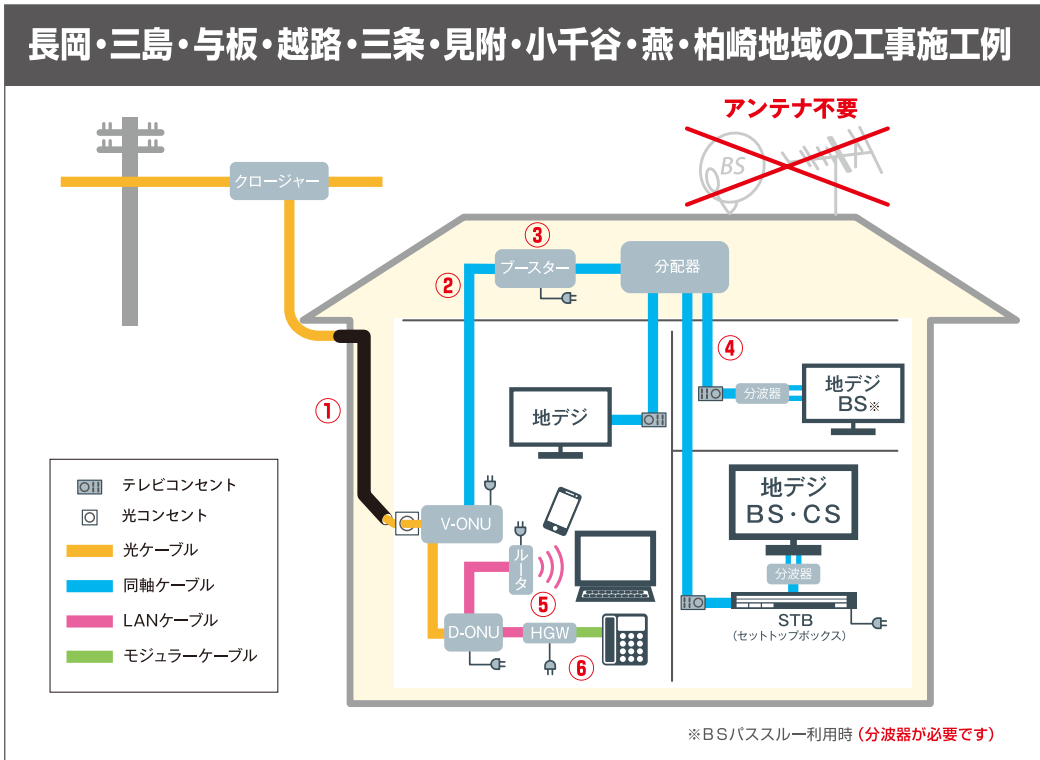 長岡・三島・与板・越路・三条・見附・小千谷・燕・柏崎地域の工事施工例
アンテナ不要
BS
クロージャー
③
ブースター
分配器
②
④
地デジ
BS※
分波器
①
地デジ
地デジ
BS・CS
分波器
STB
(セットトップボックス)
V-ONU
ルータ
⑤
D-ONU
HGW
⑥
テレビコンセント
光コンセント
光ケーブル
同軸ケーブル
LANケーブル
モジュラーケーブル
※BSパススルー利用時(分波器が必要です)